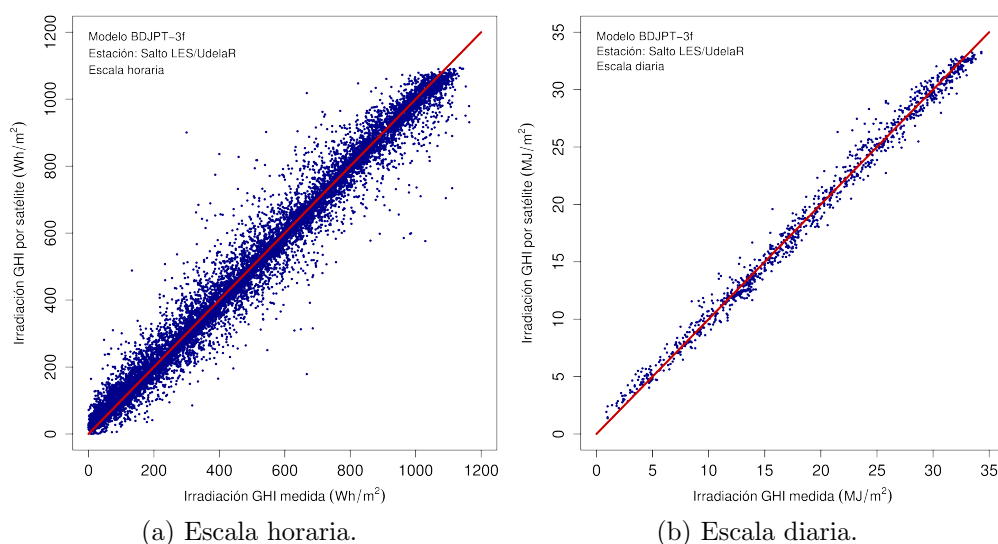 Modelo BDJPT−3f
Estación: Salto LES/UdelaR
Escala horaria
Irradiación GHI por satélite (Wh/m²)
1200
1000
800
600
400
200
0
0 200 400 600 800 1000 1200
Irradiación GHI medida (Wh/m²)
(a) Escala horaria.
Modelo BDJPT−3f
Estación: Salto LES/UdelaR
Escala diaria
Irradiación GHI por satélite (MJ/m²)
35
30
25
20
15
10
5
0
0 5 10 15 20 25 30 35
Irradiación GHI medida (MJ/m²)
(b) Escala diaria.